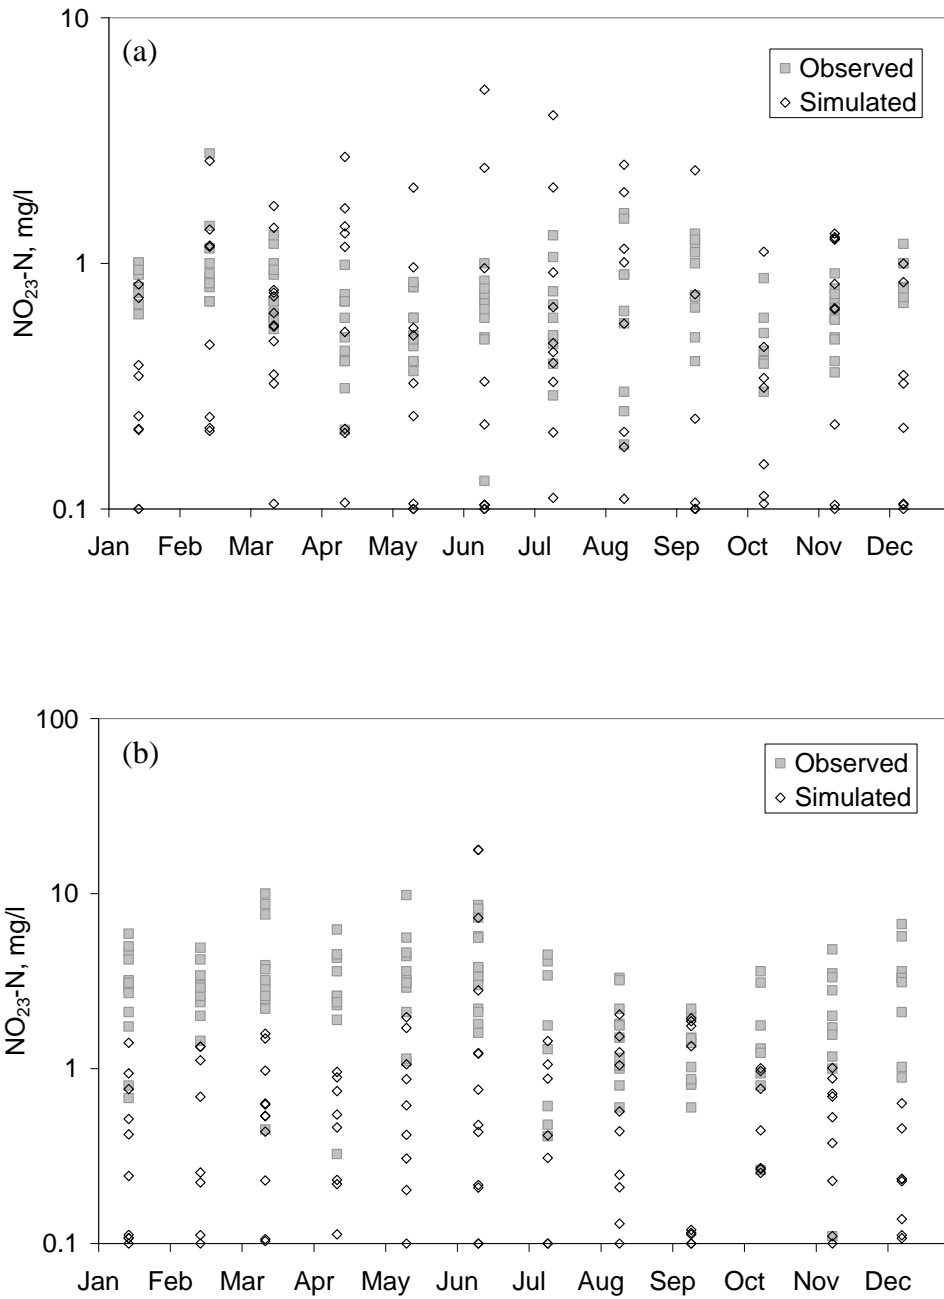 10
(a)
Observed
Simulated
NO23-N, mg/l
1
0.1
Jan Feb Mar Apr May Jun Jul Aug Sep Oct Nov Dec
100
(b)
Observed
Simulated
10
NO23-N, mg/l
1
0.1
Jan Feb Mar Apr May Jun Jul Aug Sep Oct Nov Dec